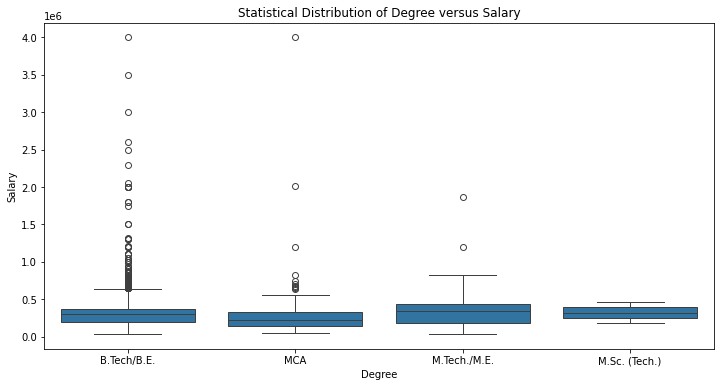 Statistical Distribution of Degree versus Salary
1e6
4.0
3.5
3.0
2.5
2.0
1.5
1.0
0.5
0.0
Salary
B.Tech/B.E.
MCA
M.Tech./M.E.
M.Sc. (Tech.)
Degree